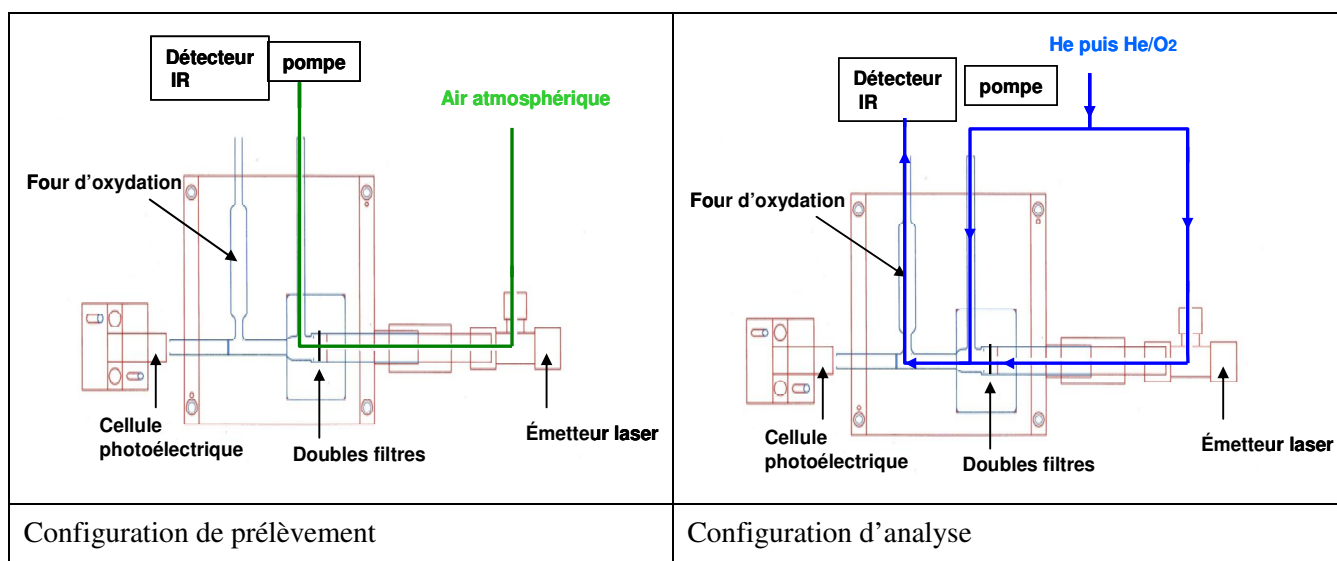 Détecteur
IR
pompe
Air atmosphérique
Four d'oxydation
Cellule
photoélectrique
Doubles filtres
Émetteur laser
Configuration de prélèvement
He puis He/O2
Détecteur
IR
pompe
Four d'oxydation
Cellule
photoélectrique
Doubles filtres
Émetteur laser
Configuration d'analyse